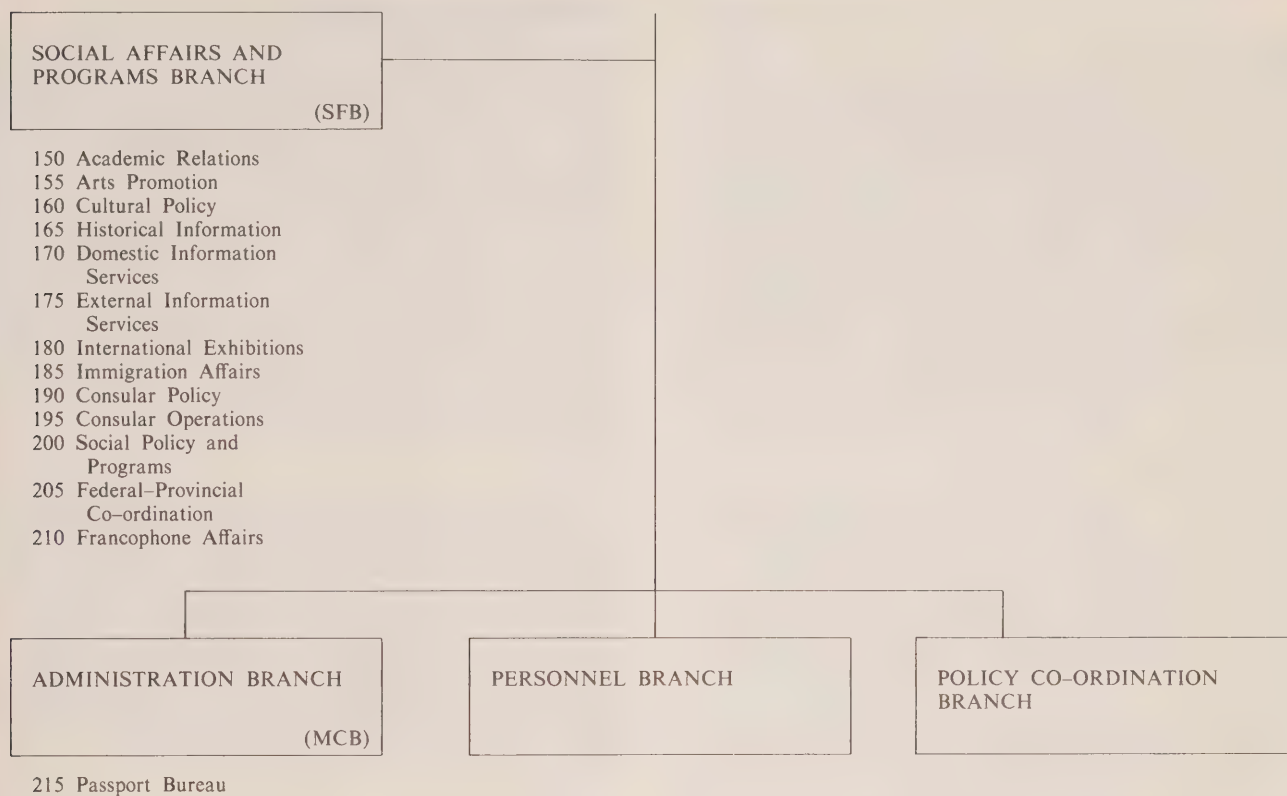 SOCIAL AFFAIRS AND
PROGRAMS BRANCH
(SFB)
150 Academic Relations
155 Arts Promotion
160 Cultural Policy
165 Historical Information
170 Domestic Information
Services
175 External Information
Services
180 International Exhibitions
185 Immigration Affairs
190 Consular Policy
195 Consular Operations
200 Social Policy and
Programs
205 Federal–Provincial
Co–ordination
210 Francophone Affairs
ADMINISTRATION BRANCH
(MCB)
215 Passport Bureau
PERSONNEL BRANCH
POLICY CO–ORDINATION
BRANCH